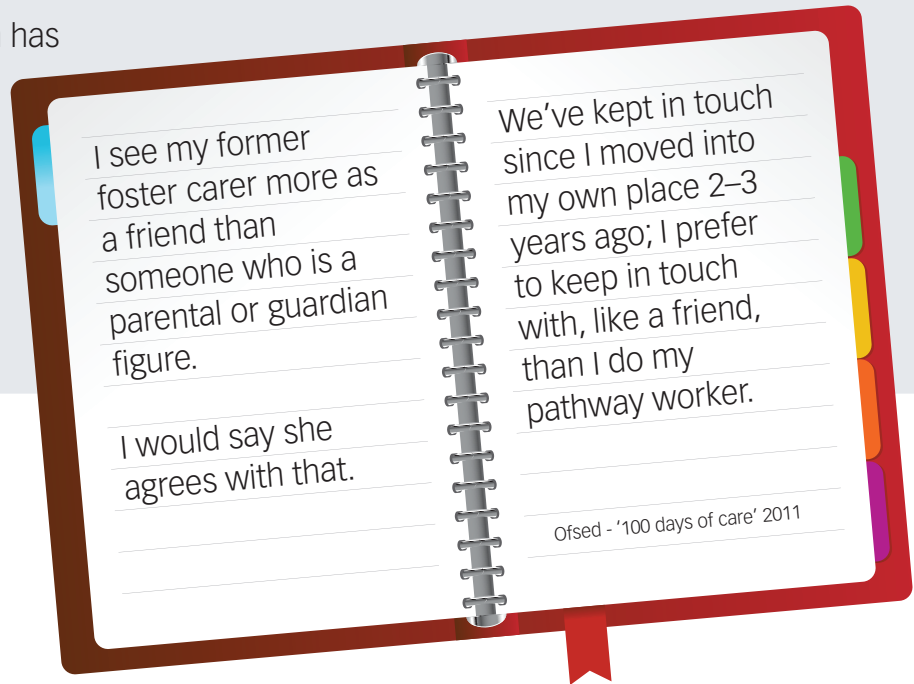 has
I see my former
foster carer more as
a friend than
someone who is a
parental or guardian
figure.
I would say she
agrees with that.
We've kept in touch
since I moved into
my own place 2–3
years ago; I prefer
to keep in touch
with, like a friend,
than I do my
pathway worker.
Ofsed - '100 days of care' 2011